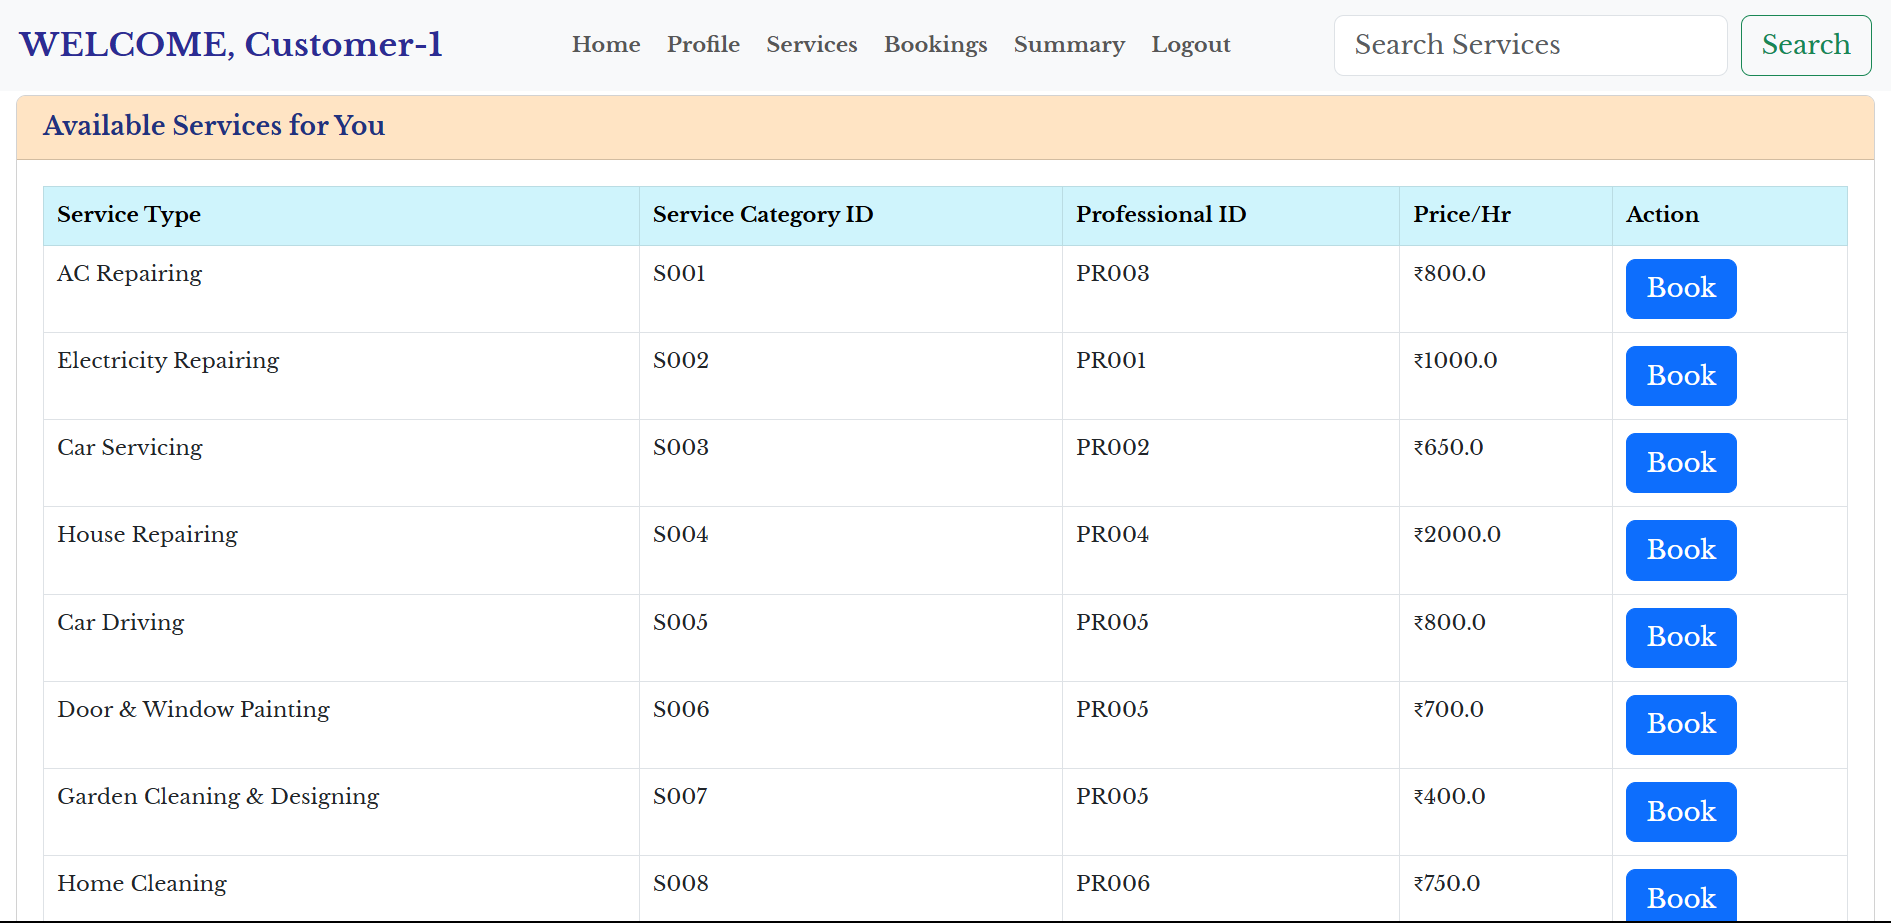 WELCOME, Customer-1 Home Profile Services Bookings Summary Logout Search Services Search
Available Services for You
Service Type Service Category ID Professional ID Price/Hr Action
AC Repairing S001 PR003 ₹800.0 Book
Electricity Repairing S002 PR001 ₹1000.0 Book
Car Servicing S003 PR002 ₹650.0 Book
House Repairing S004 PR004 ₹2000.0 Book
Car Driving S005 PR005 ₹800.0 Book
Door & Window Painting S006 PR005 ₹700.0 Book
Garden Cleaning & Designing S007 PR005 ₹400.0 Book
Home Cleaning S008 PR006 ₹750.0 Book